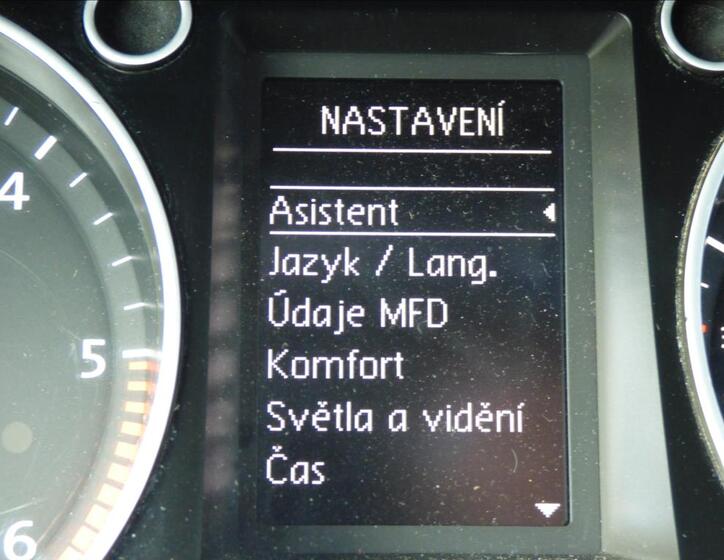 NASTAVENÍ
Asistent
Jazyk / Lang.
Údaje MFD
Komfort
Světla a vidění
Čas
4
5
6